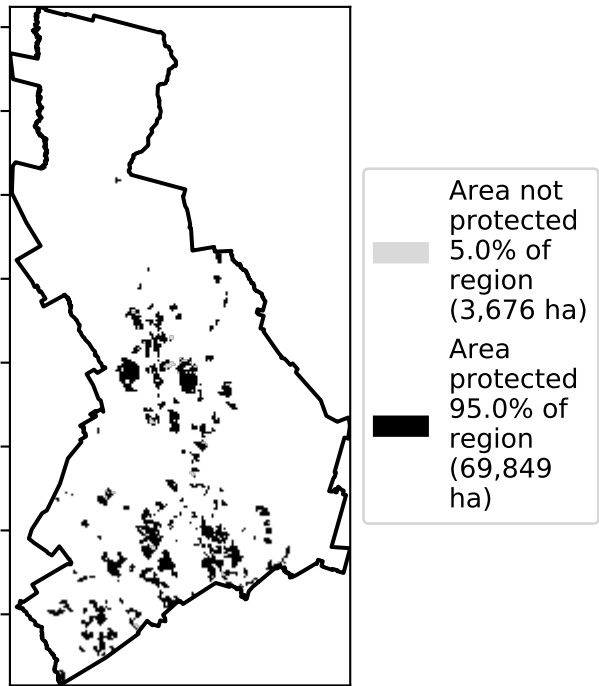 Area not
protected
5.0% of
region
(3,676 ha)
Area
protected
95.0% of
region
(69,849
ha)